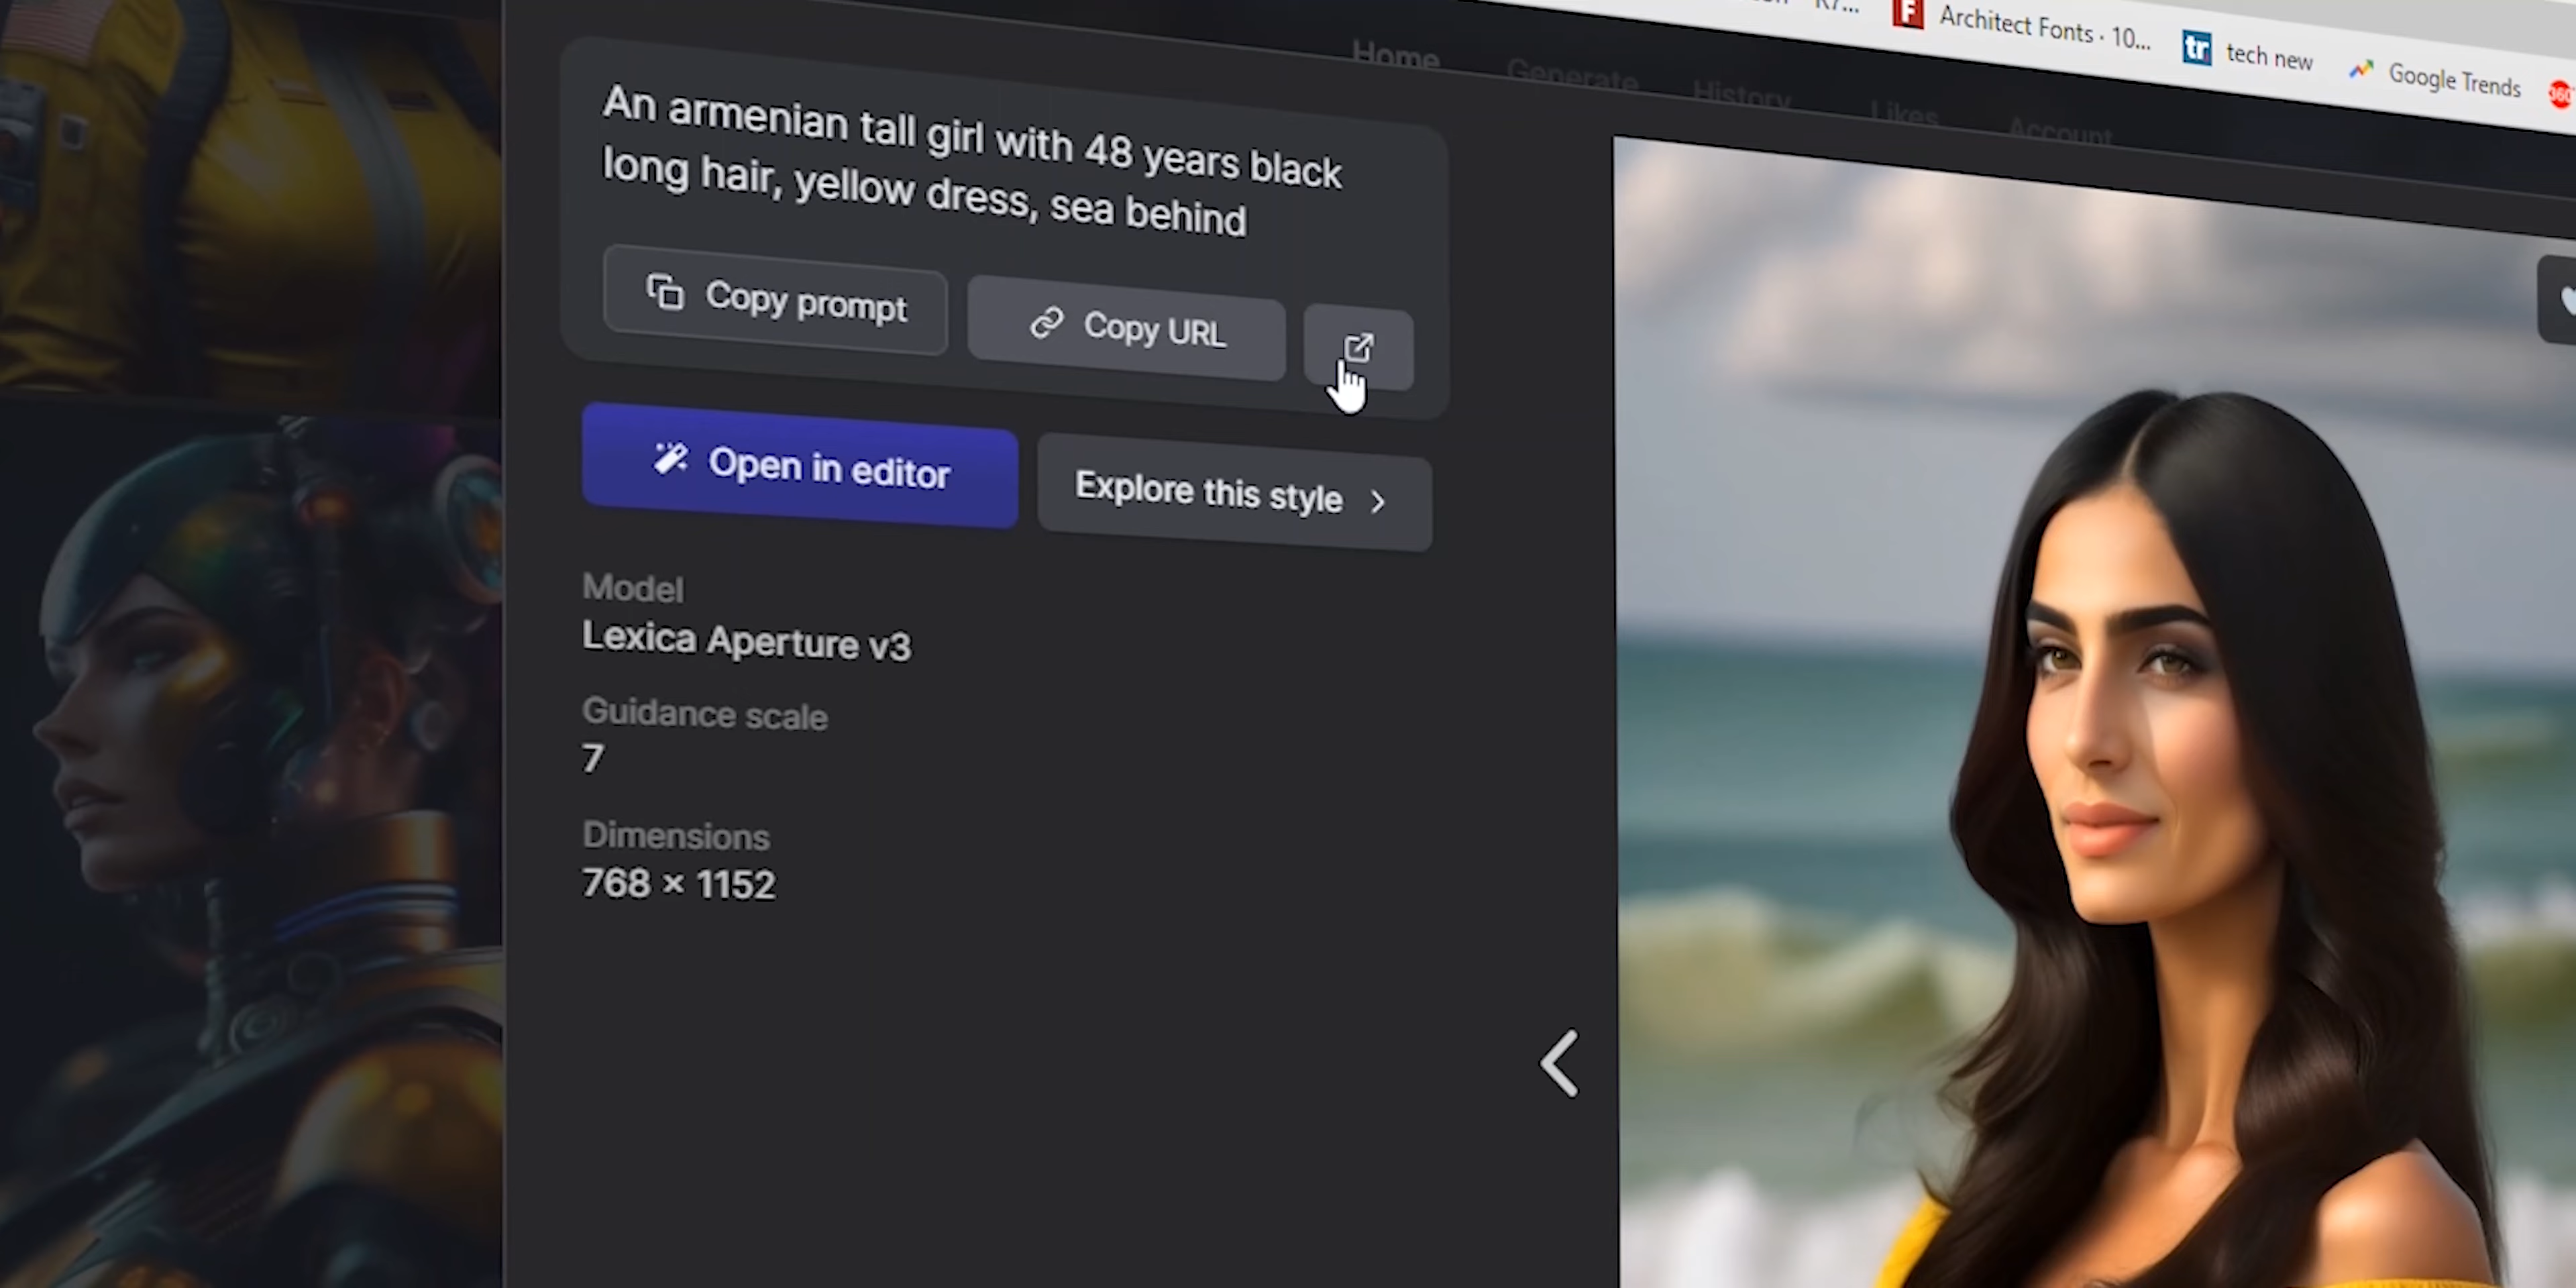 Architect Fonts · 10...
tech new
Google Trends
Home
Generate
History
Likes
Account
An armenian tall girl with 48 years black
long hair, yellow dress, sea behind
Copy prompt
Copy URL
Open in editor
Explore this style
Model
Lexica Aperture v3
Guidance scale
7
Dimensions
768 × 1152